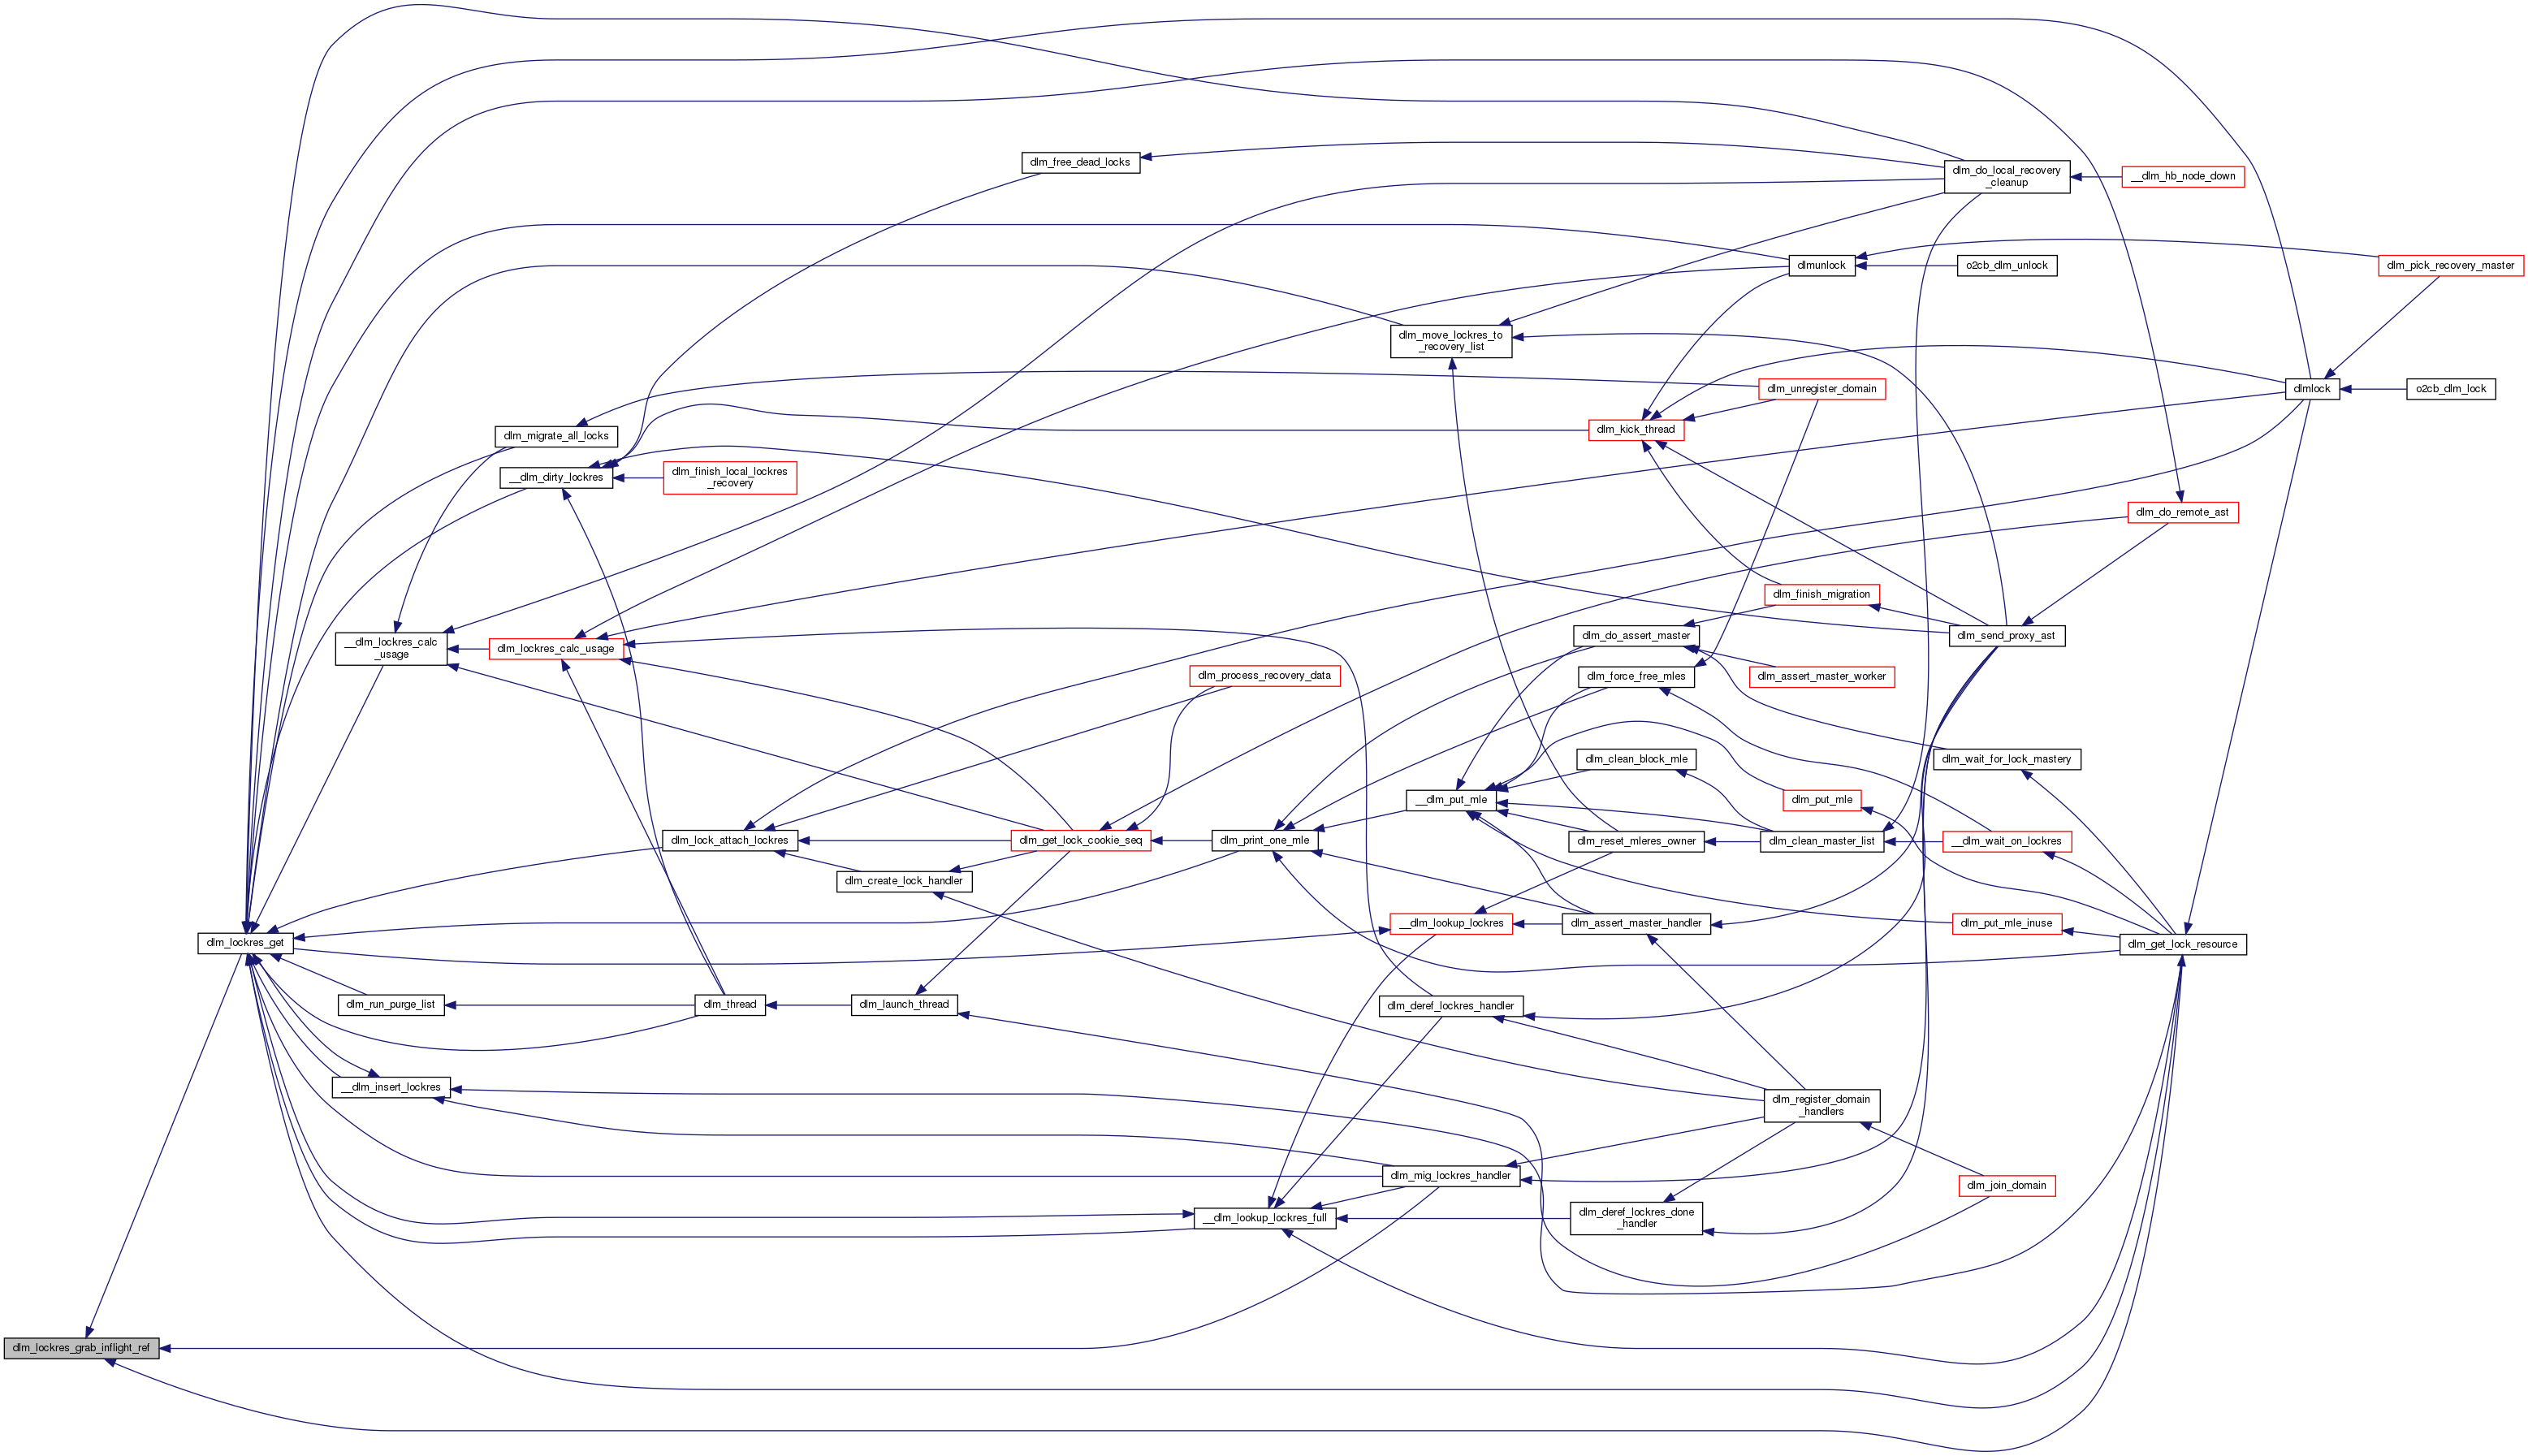 dlm_free_dead_locks
dlm_do_local_recovery
_cleanup
__dlm_hb_node_down
dlmunlock
o2cb_dlm_unlock
dlm_pick_recovery_master
dlm_move_lockres_to
_recovery_list
dlm_unregister_domain
dlmlock
o2cb_dlm_lock
dlm_migrate_all_locks
dlm_kick_thread
__dlm_dirty_lockres
dlm_finish_local_lockres
_recovery
dlm_do_remote_ast
dlm_finish_migration
__dlm_lockres_calc
_usage
dlm_lockres_calc_usage
dlm_do_assert_master
dlm_send_proxy_ast
dlm_process_recovery_data
dlm_force_free_mles
dlm_assert_master_worker
dlm_clean_block_mle
dlm_wait_for_lock_mastery
__dlm_put_mle
dlm_put_mle
dlm_lock_attach_lockres
dlm_get_lock_cookie_seq
dlm_print_one_mle
dlm_reset_mleres_owner
dlm_clean_master_list
__dlm_wait_on_lockres
dlm_create_lock_handler
__dlm_lookup_lockres
dlm_assert_master_handler
dlm_put_mle_inuse
dlm_lockres_get
dlm_get_lock_resource
dlm_run_purge_list
dlm_thread
dlm_launch_thread
dlm_deref_lockres_handler
__dlm_insert_lockres
dlm_register_domain
_handlers
dlm_mig_lockres_handler
dlm_join_domain
__dlm_lookup_lockres_full
dlm_deref_lockres_done
_handler
dlm_lockres_grab_inflight_ref